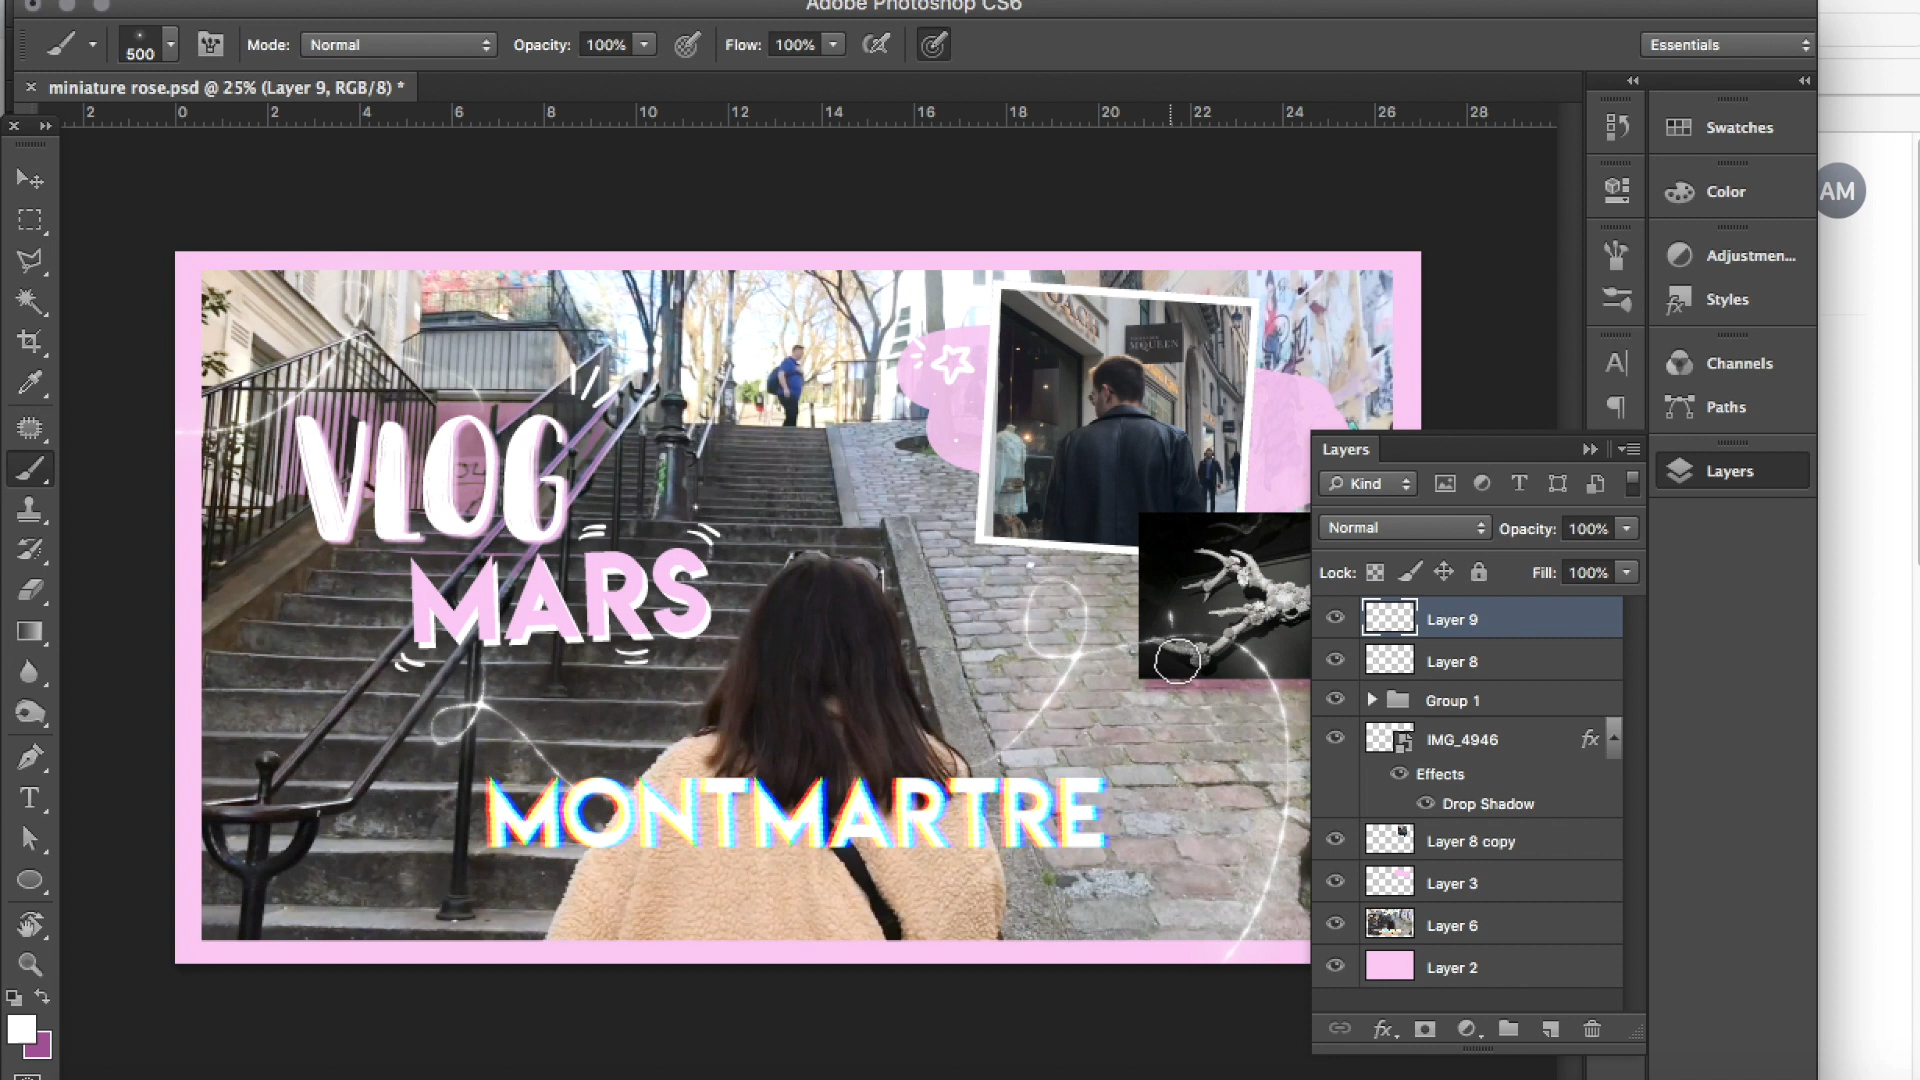 Adobe Photoshop CS6
500 Mode: Normal Opacity: 100% Flow: 100% Essentials
× miniature rose.psd @ 25% (Layer 9, RGB/8) *
2 0 2 4 6 8 10 12 14 16 18 20 22 24 26 28
Swatches
Color
AM
Adjustmen...
Styles
Channels
Paths
Layers
MQUEEN
VLOG
MARS
MONTMARTRE
Layers
Kind
Normal Opacity: 100%
Lock: Fill: 100%
Layer 9
Layer 8
Group 1
IMG_4946 fx
Effects
Drop Shadow
Layer 8 copy
Layer 3
Layer 6
Layer 2